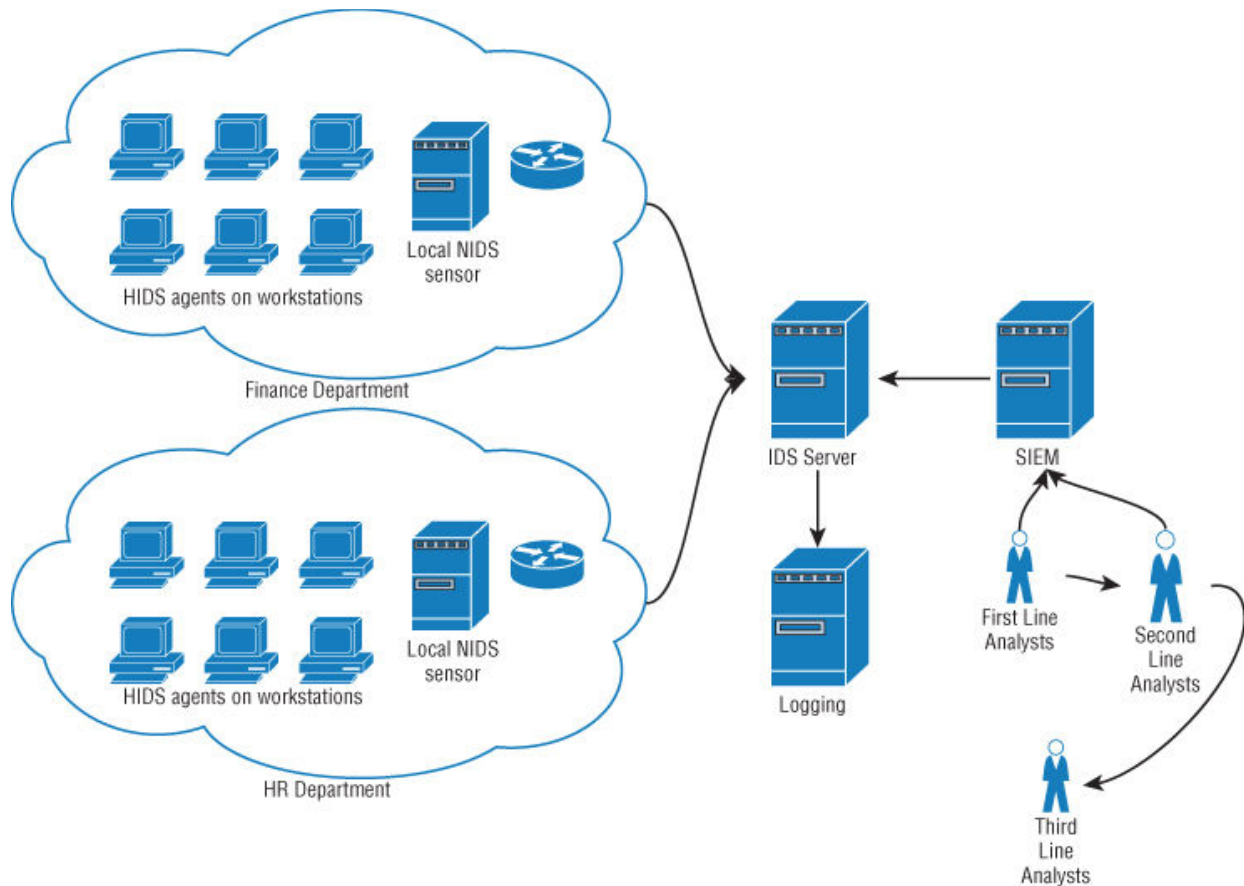 Local NIDS
sensor
HIDS agents on workstations
Finance Department
IDS Server
SIEM
First Line
Analysts
Second
Line
Analysts
Local NIDS
sensor
HIDS agents on workstations
Logging
HR Department
Third
Line
Analysts